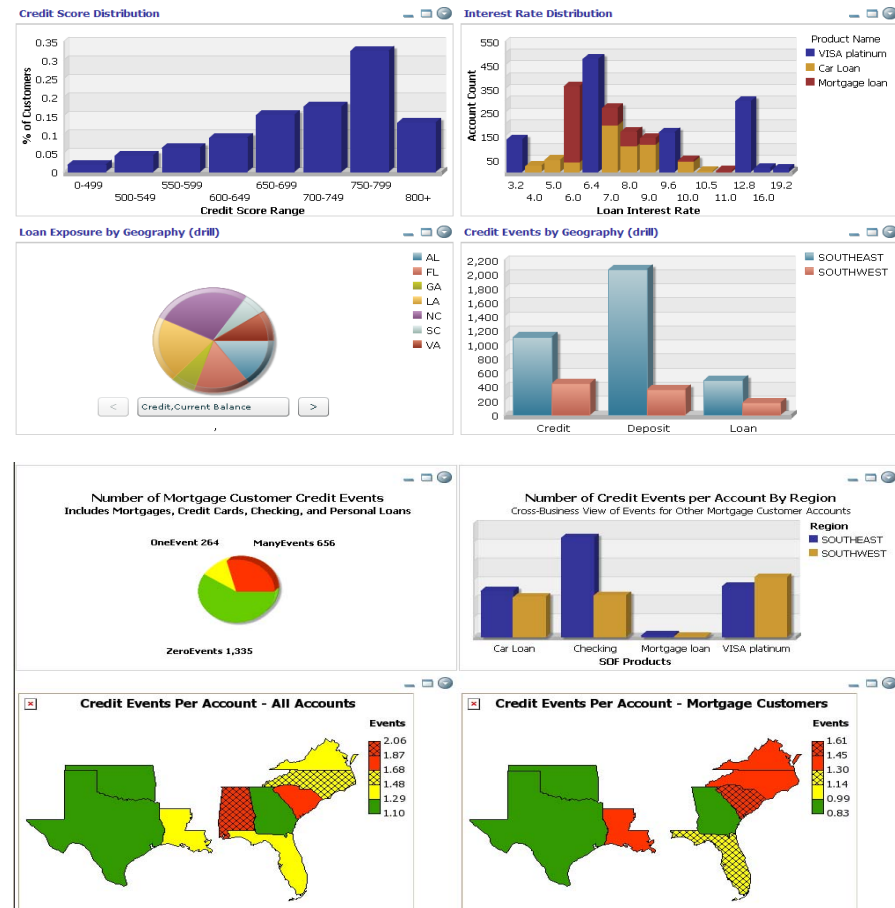 Credit Score Distribution
% of Customers
0.35
0.3
0.25
0.2
0.15
0.1
0.05
0
0-499 550-599 650-699 750-799
500-549 600-649 700-749 800+
Credit Score Range
Interest Rate Distribution
Account Count
550
450
350
250
150
50
3.2 5.0 6.4 8.0 9.6 10.5 12.8 19.2
4.0 6.0 7.0 9.0 10.0 11.0 16.0
Loan Interest Rate
Product Name
VISA platinum
Car Loan
Mortgage loan
Loan Exposure by Geography (drill)
AL
FL
GA
LA
NC
SC
VA
< Credit,Current Balance >
,
Credit Events by Geography (drill)
2,200
2,000
1,800
1,600
1,400
1,200
1,000
800
600
400
200
0
Credit Deposit Loan
SOUTHEAST
SOUTHWEST
Number of Mortgage Customer Credit Events
Includes Mortgages, Credit Cards, Checking, and Personal Loans
OneEvent 264 ManyEvents 656
ZeroEvents 1,335
Number of Credit Events per Account By Region
Cross-Business View of Events for Other Mortgage Customer Accounts
Region
SOUTHEAST
SOUTHWEST
Car Loan Checking Mortgage loan VISA platinum
SOF Products
Credit Events Per Account - All Accounts
Events
2.06
1.87
1.68
1.48
1.29
1.10
Credit Events Per Account - Mortgage Customers
Events
1.61
1.45
1.30
1.14
0.99
0.83